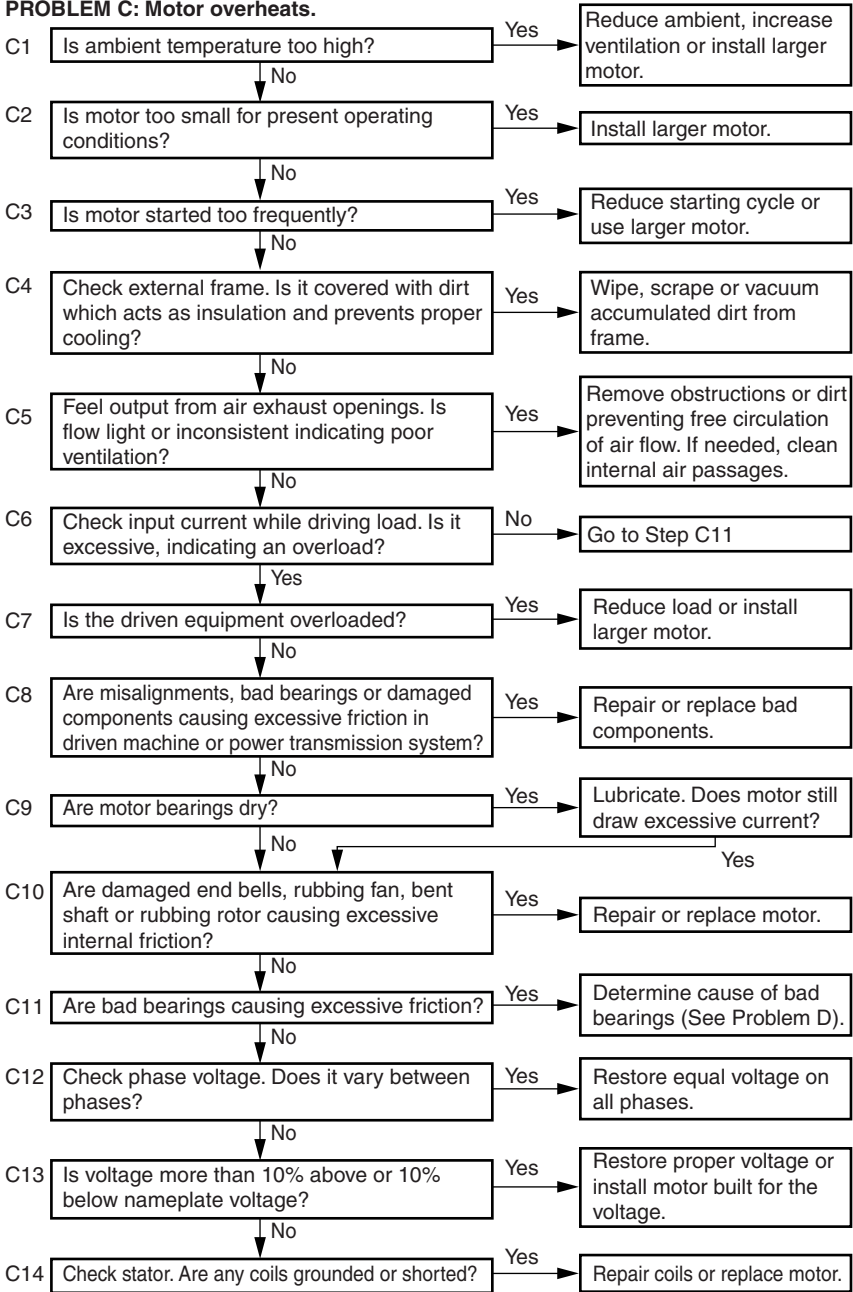 PROBLEM C: Motor overheats.
C1
Is ambient temperature too high?
Yes
Reduce ambient, increase
ventilation or install larger
motor.
No
C2
Is motor too small for present operating
conditions?
Yes
Install larger motor.
No
C3
Is motor started too frequently?
Yes
Reduce starting cycle or
use larger motor.
No
C4
Check external frame. Is it covered with dirt
which acts as insulation and prevents proper
cooling?
Yes
Wipe, scrape or vacuum
accumulated dirt from
frame.
No
C5
Feel output from air exhaust openings. Is
flow light or inconsistent indicating poor
ventilation?
Yes
Remove obstructions or dirt
preventing free circulation
of air flow. If needed, clean
internal air passages.
No
C6
Check input current while driving load. Is it
excessive, indicating an overload?
No
Go to Step C11
Yes
C7
Is the driven equipment overloaded?
Yes
Reduce load or install
larger motor.
No
C8
Are misalignments, bad bearings or damaged
components causing excessive friction in
driven machine or power transmission system?
Yes
Repair or replace bad
components.
No
C9
Are motor bearings dry?
Yes
Lubricate. Does motor still
draw excessive current?
No
Yes
C10
Are damaged end bells, rubbing fan, bent
shaft or rubbing rotor causing excessive
internal friction?
Yes
Repair or replace motor.
No
C11
Are bad bearings causing excessive friction?
Yes
Determine cause of bad
bearings (See Problem D).
No
C12
Check phase voltage. Does it vary between
phases?
Yes
Restore equal voltage on
all phases.
No
C13
Is voltage more than 10% above or 10%
below nameplate voltage?
Yes
Restore proper voltage or
install motor built for the
voltage.
No
C14
Check stator. Are any coils grounded or shorted?
Yes
Repair coils or replace motor.